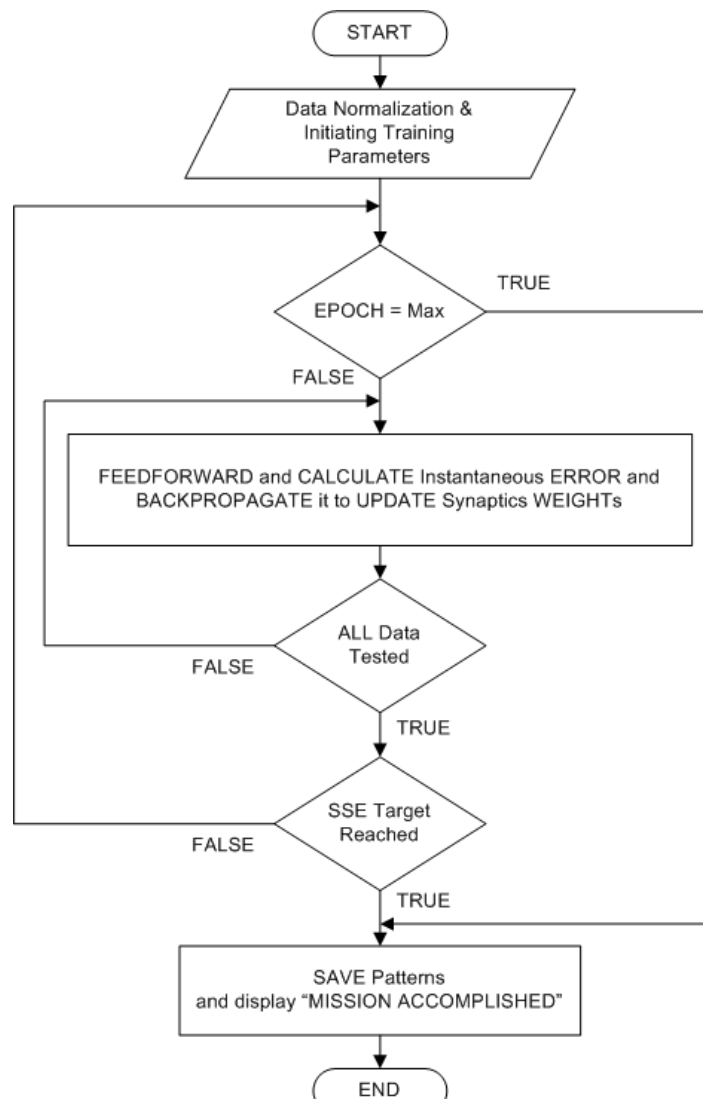 START
Data Normalization &
Initiating Training
Parameters
TRUE
EPOCH = Max
FALSE
FEEDFORWARD and CALCULATE Instantaneous ERROR and
BACKPROPAGATE it to UPDATE Synaptics WEIGHTs
ALL Data
Tested
FALSE
TRUE
SSE Target
Reached
FALSE
TRUE
SAVE Patterns
and display “MISSION ACCOMPLISHED”
END